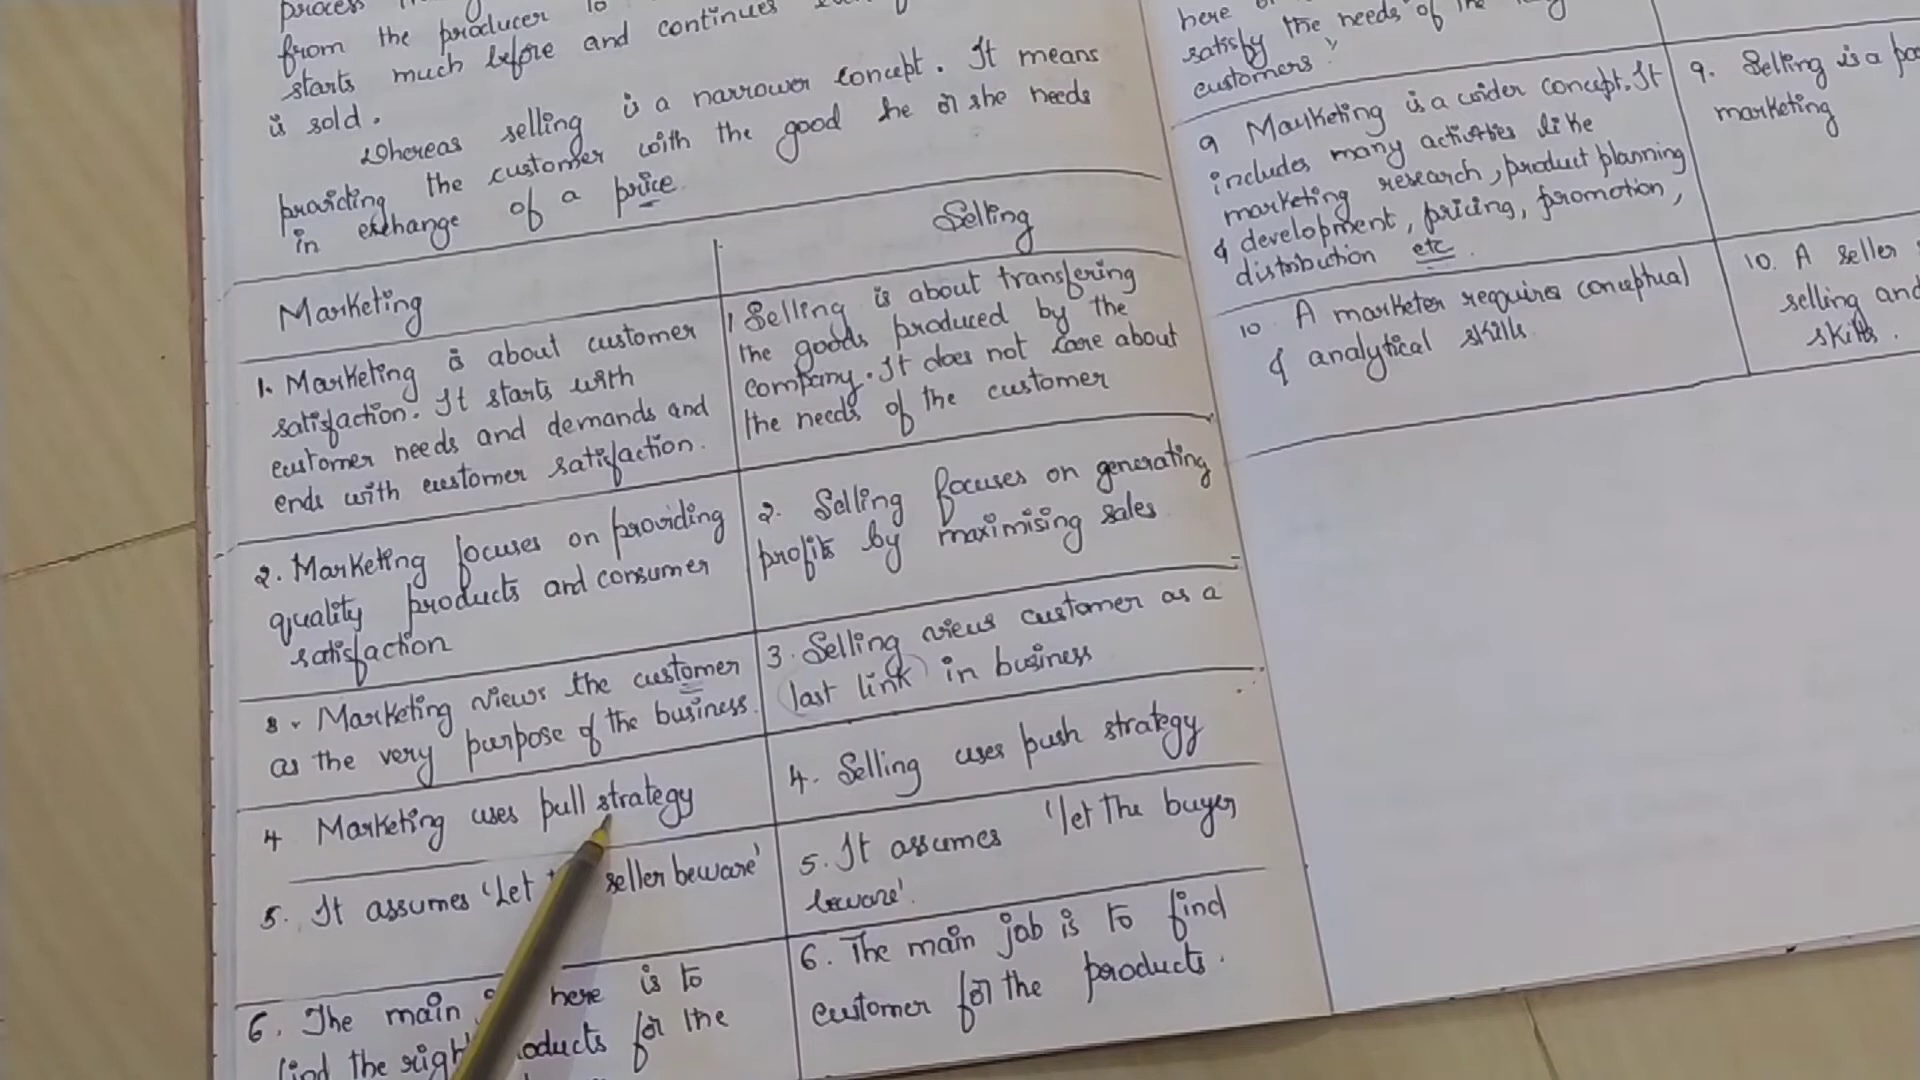 process
from the producer to
starts much before and continues
is sold.
Whereas selling is a narrower concept. It means
providing the customer with the good he or she needs
in exchange of a price.
Marketing
Selling
1. Marketing is about customer
satisfaction. It starts with
customer needs and demands and
ends with customer satisfaction.
1 Selling is about transfering
the goods produced by the
company. It does not care about
the needs of the customer
2. Marketing focuses on providing
quality products and consumer
satisfaction
2. Selling focuses on generating
profits by maximising sales
3. Marketing views the customer
as the very purpose of the business.
3. Selling views customer as a
last link in business
4 Marketing uses pull strategy
4. Selling uses push strategy
5. It assumes 'Let seller beware'
5. It assumes 'let the buyer
beware'.
6. The main here is to
find the for the
6. The main job is to find
customer for the products.
here
satisfy the needs of the
customers"
9 Marketing is a wider concept. It
includes many activities like
marketing research, product planning
& development, pricing, promotion,
distribution etc.
9. Selling is a
marketing
10. A marketer requires conceptual
& analytical skills.
10. A seller
selling and
skills.